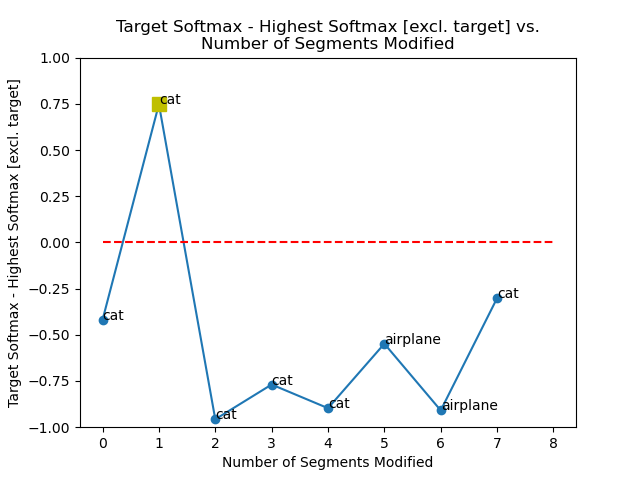 Target Softmax - Highest Softmax [excl. target] vs.
Number of Segments Modified
Target Softmax - Highest Softmax [excl. target]
1.00
0.75
0.50
0.25
0.00
−0.25
−0.50
−0.75
−1.00
cat
cat
cat
cat
cat
airplane
airplane
cat
0 1 2 3 4 5 6 7 8
Number of Segments Modified